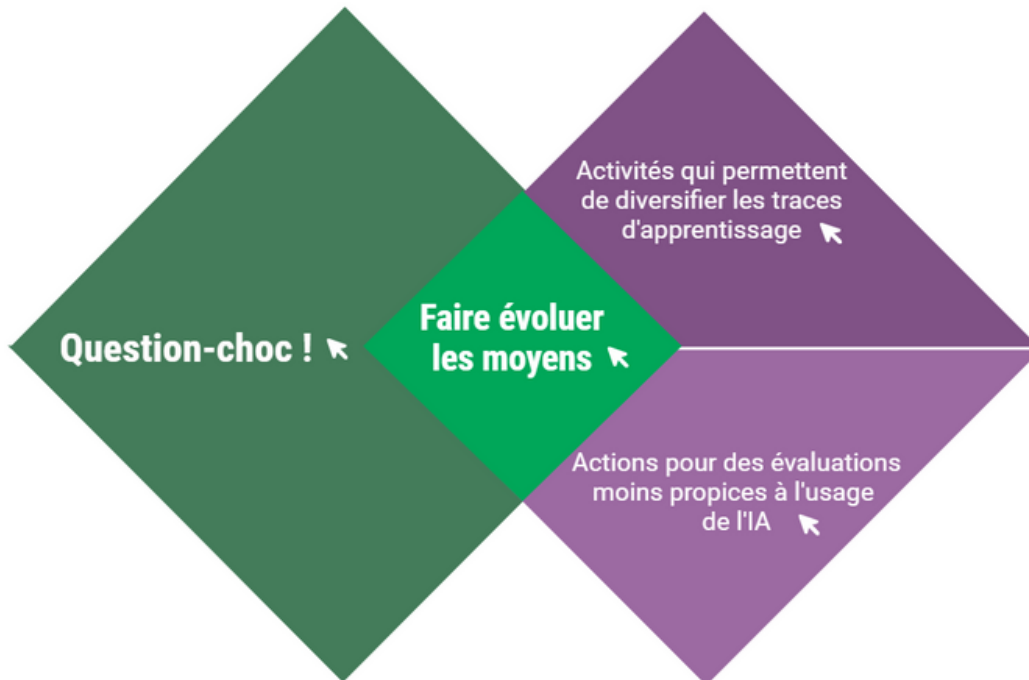 Question-choc !
Faire évoluer
les moyens
Activités qui permettent
de diversifier les traces
d'apprentissage
Actions pour des évaluations
moins propices à l'usage
de l'IA